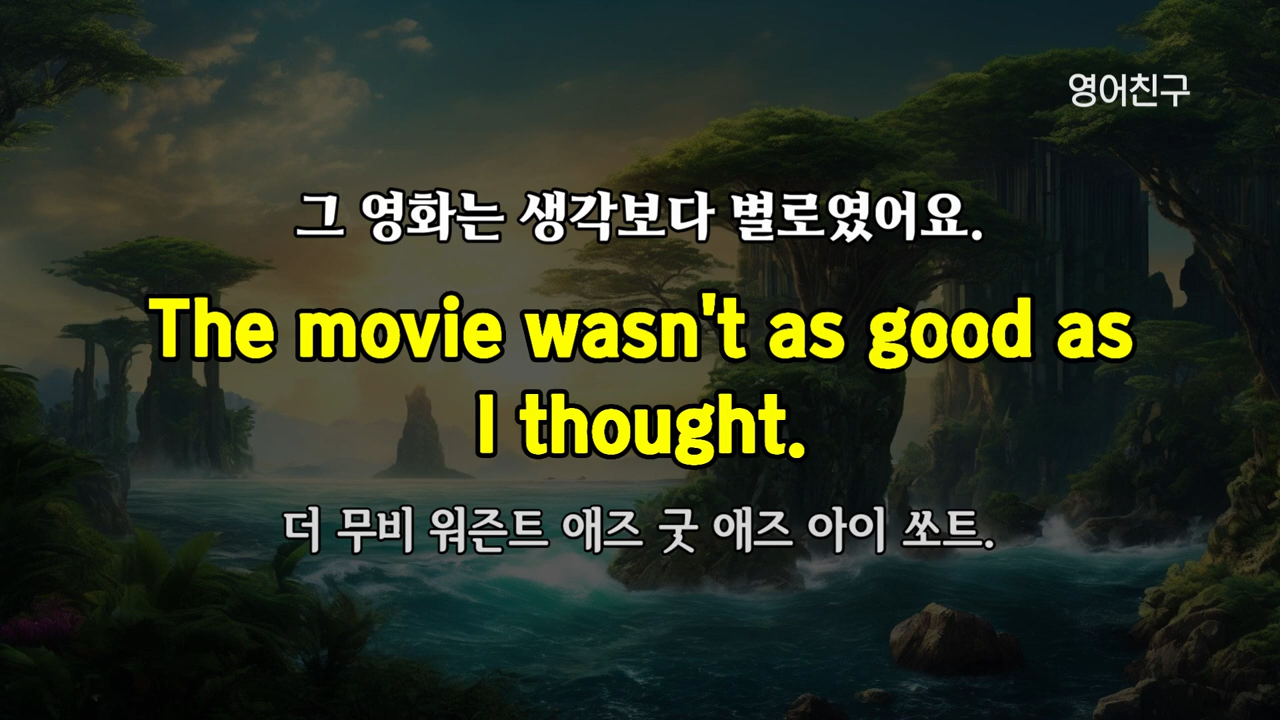 영어친구
그 영화는 생각보다 별로였어요.
The movie wasn't as good as
I thought.
더 무비 워즌트 애즈 굿 애즈 아이 쏘트.